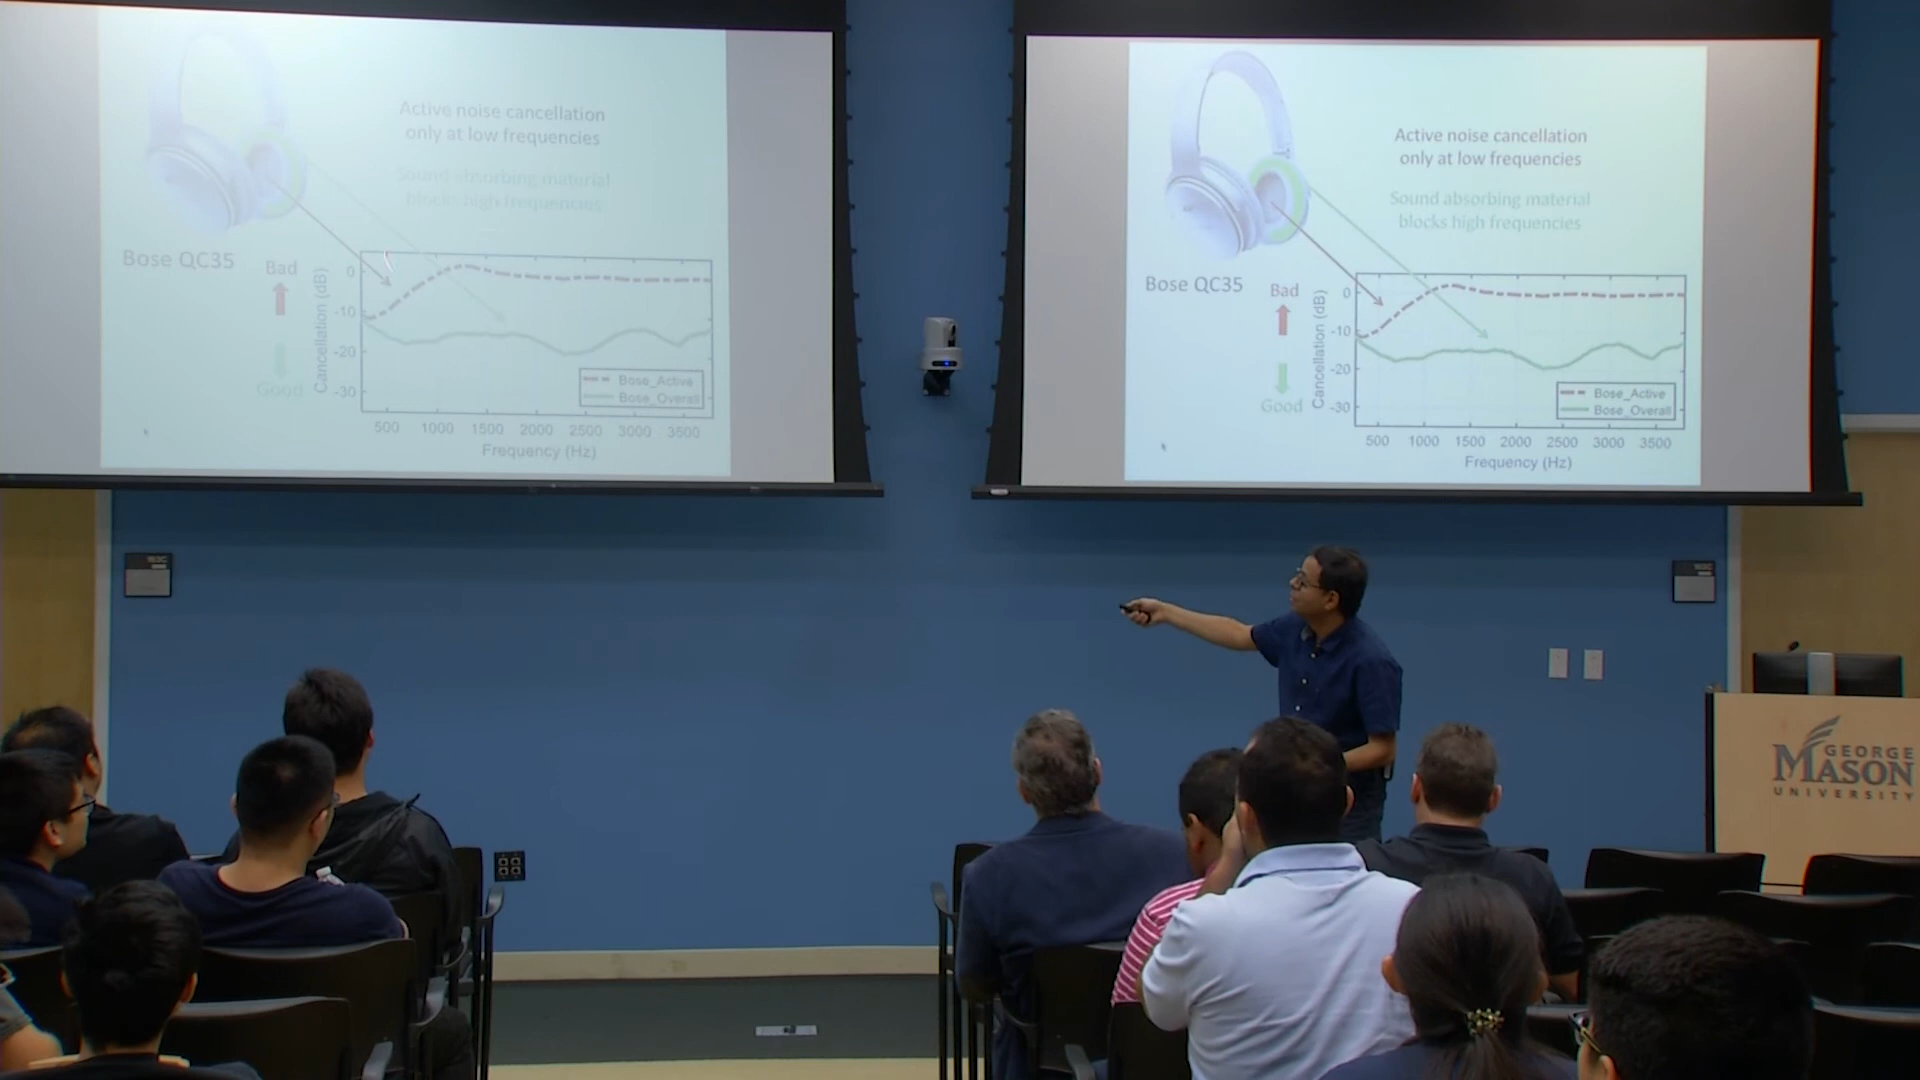 Active noise cancellation
only at low frequencies
Sound absorbing material
blocks high frequencies
Bose QC35
Bad
Good
Cancellation (dB)
0
-10
-20
-30
Bose_Active
Bose_Overall
500 1000 1500 2000 2500 3000 3500
Frequency (Hz)
Active noise cancellation
only at low frequencies
Sound absorbing material
blocks high frequencies
Bose QC35
Bad
Good
Cancellation (dB)
0
-10
-20
-30
Bose_Active
Bose_Overall
500 1000 1500 2000 2500 3000 3500
Frequency (Hz)
GEORGE
MASON
UNIVERSITY